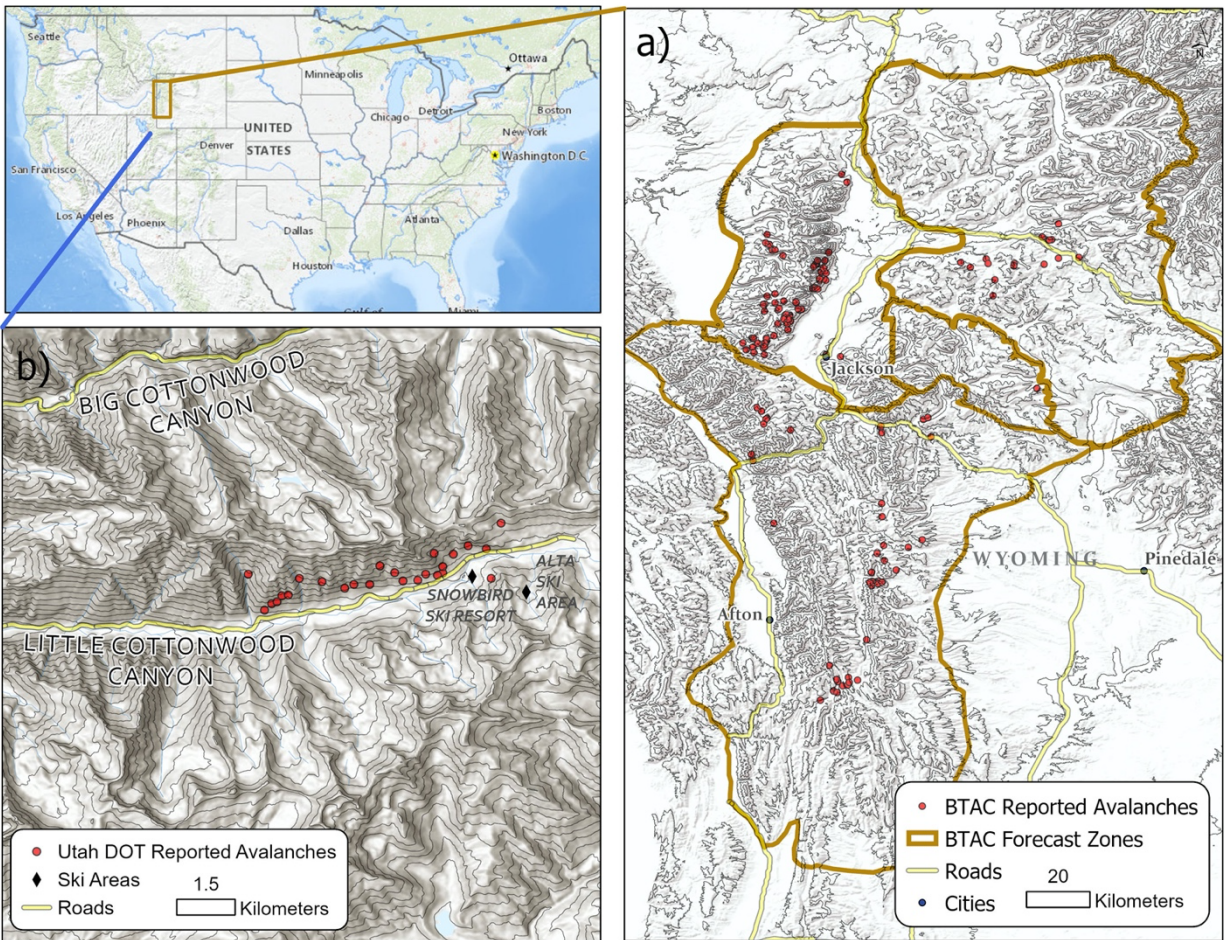 Seattle
Ottawa
Minneapolis
Boston
Detroit
Chicago
New York
UNITED
STATES
Denver
Washington D.C.
San Francisco
Los Angeles
Phoenix
Atlanta
Dallas
Houston
Gulf of
Miami
a)
N
Jackson
WYOMING
Pinedale
Afton
BTAC Reported Avalanches
BTAC Forecast Zones
Roads
20
Cities
Kilometers
b)
BIG COTTONWOOD
CANYON
ALTA
SKI
AREA
SNOWBIRD
SKI RESORT
LITTLE COTTONWOOD
CANYON
Utah DOT Reported Avalanches
Ski Areas
1.5
Roads
Kilometers